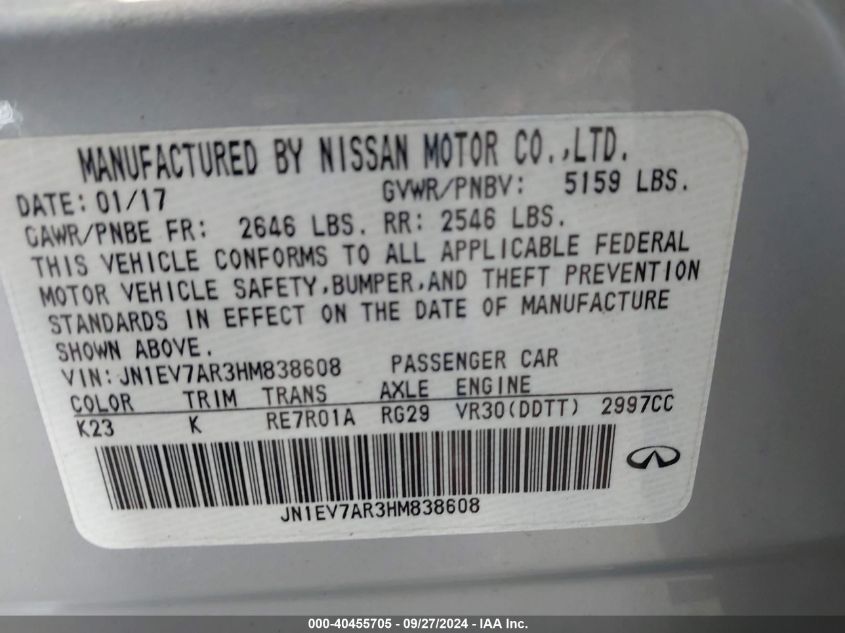 MANUFACTURED BY NISSAN MOTOR CO.,LTD.
DATE: 01/17 GVWR/PNBV: 5159 LBS.
GAWR/PNBE FR: 2646 LBS. RR: 2546 LBS.
THIS VEHICLE CONFORMS TO ALL APPLICABLE FEDERAL
MOTOR VEHICLE SAFETY,BUMPER,AND THEFT PREVENTION
STANDARDS IN EFFECT ON THE DATE OF MANUFACTURE
SHOWN ABOVE.
VIN:JN1EV7AR3HM838608 PASSENGER CAR
COLOR TRIM TRANS AXLE ENGINE
K23 K RE7R01A RG29 VR30(DDTT) 2997CC
JN1EV7AR3HM838608
000-40455705 - 09/27/2024 - IAA Inc.